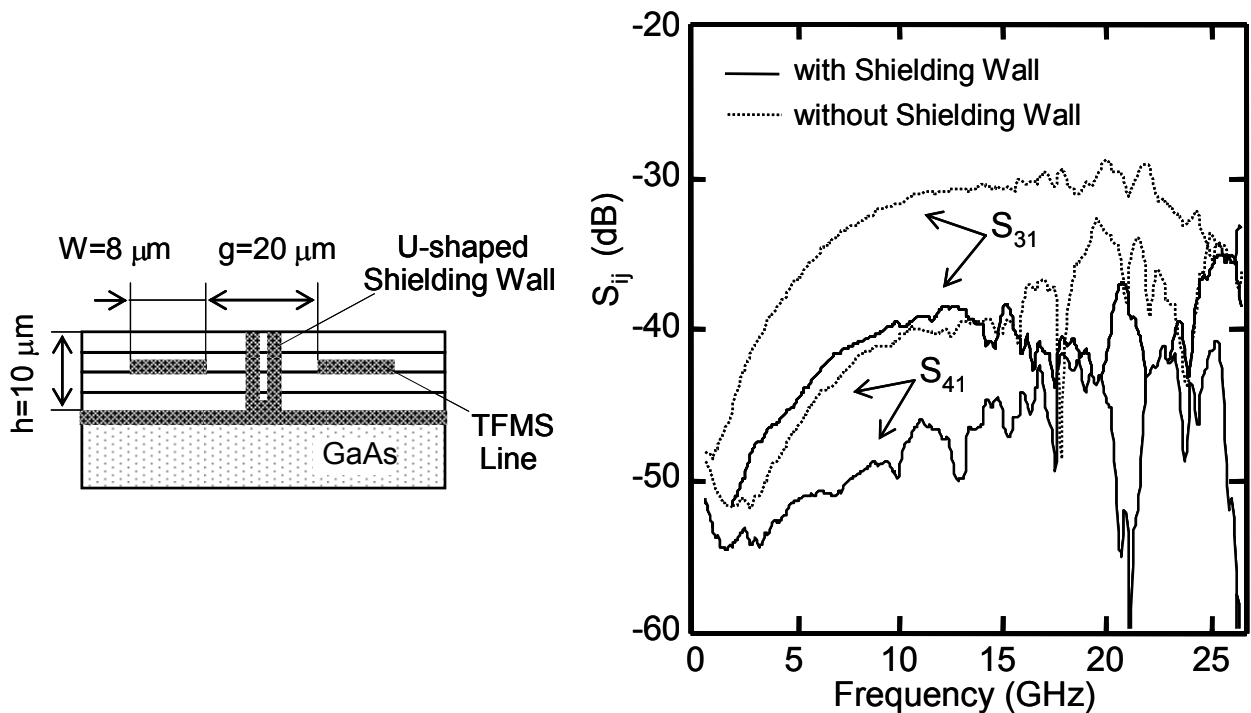 W=8 μm
g=20 μm
U-shaped
Shielding Wall
h=10 μm
TFMS
Line
GaAs
-20
-30
-40
-50
-60
S_ij (dB)
with Shielding Wall
without Shielding Wall
S_31
S_41
0
5
10
15
20
25
Frequency (GHz)